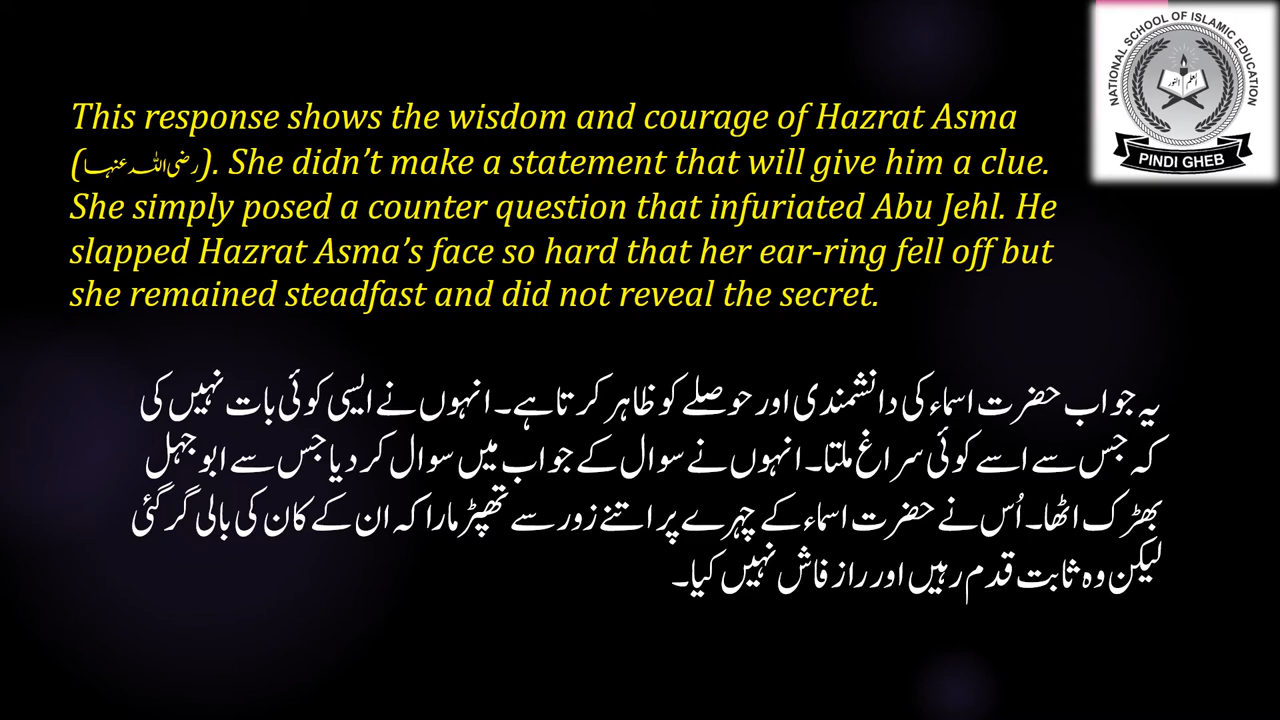 NATIONAL SCHOOL OF ISLAMIC EDUCATION
PINDI GHEB
This response shows the wisdom and courage of Hazrat Asma
(رضی اللہ عنہا). She didn’t make a statement that will give him a clue.
She simply posed a counter question that infuriated Abu Jehl. He
slapped Hazrat Asma’s face so hard that her ear-ring fell off but
she remained steadfast and did not reveal the secret.
یہ جواب حضرت اسماء کی دانشمندی اور حوصلے کو ظاہر کرتا ہے۔ انہوں نے ایسی کوئی بات نہیں کی
کہ جس سے اسے کوئی سراغ ملتا۔ انہوں نے سوال کے جواب میں سوال کر دیا جس سے ابو جہل
بھڑک اٹھا۔ اُس نے حضرت اسماء کے چہرے پر اتنے زور سے تھپڑ مارا کہ ان کے کان کی بالی گر گئی
لیکن وہ ثابت قدم رہیں اور راز فاش نہیں کیا۔